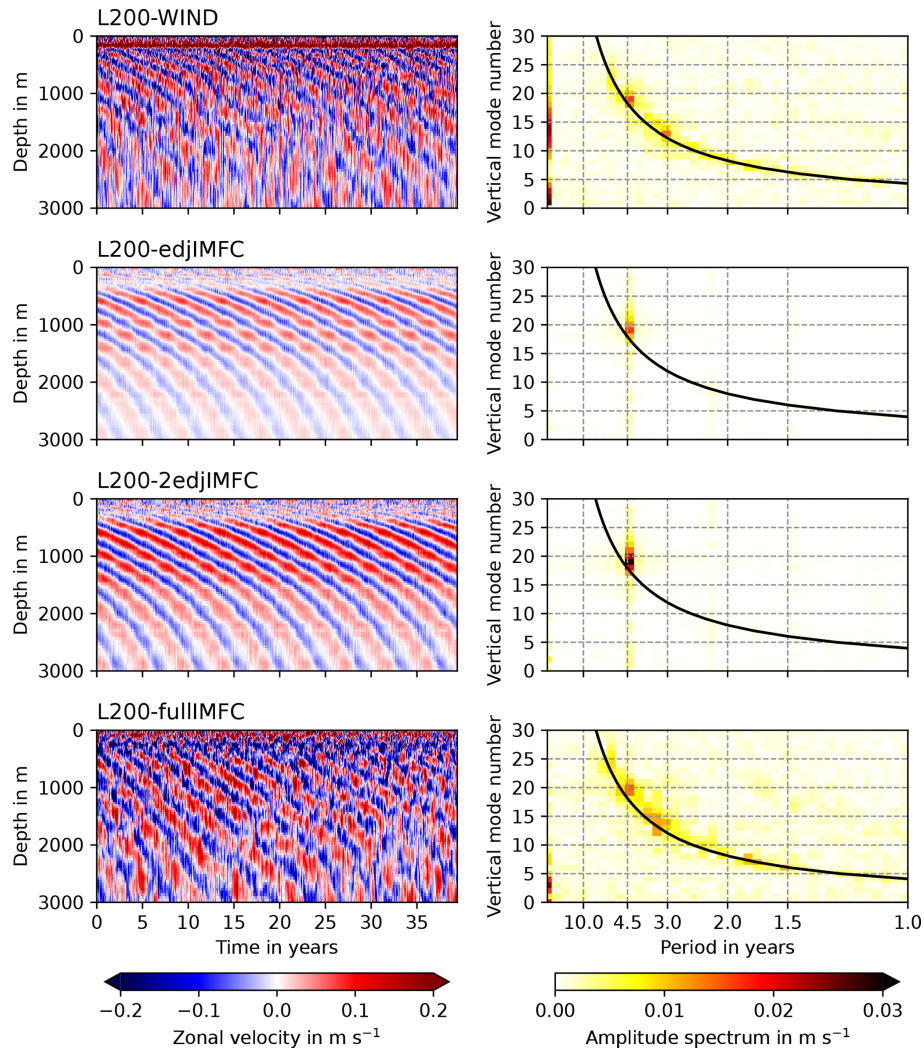 L200-WIND
Depth in m
0
1000
2000
3000
Vertical mode number
30
25
20
15
10
5
0
L200-edjIMFC
Depth in m
0
1000
2000
3000
Vertical mode number
30
25
20
15
10
5
0
L200-2edjIMFC
Depth in m
0
1000
2000
3000
Vertical mode number
30
25
20
15
10
5
0
L200-fullIMFC
Depth in m
0
1000
2000
3000
0 5 10 15 20 25 30 35
Time in years
Vertical mode number
30
25
20
15
10
5
0
10.0 4.5 3.0 2.0 1.5 1.0
Period in years
−0.2 −0.1 0.0 0.1 0.2
Zonal velocity in m s⁻¹
0.00 0.01 0.02 0.03
Amplitude spectrum in m s⁻¹